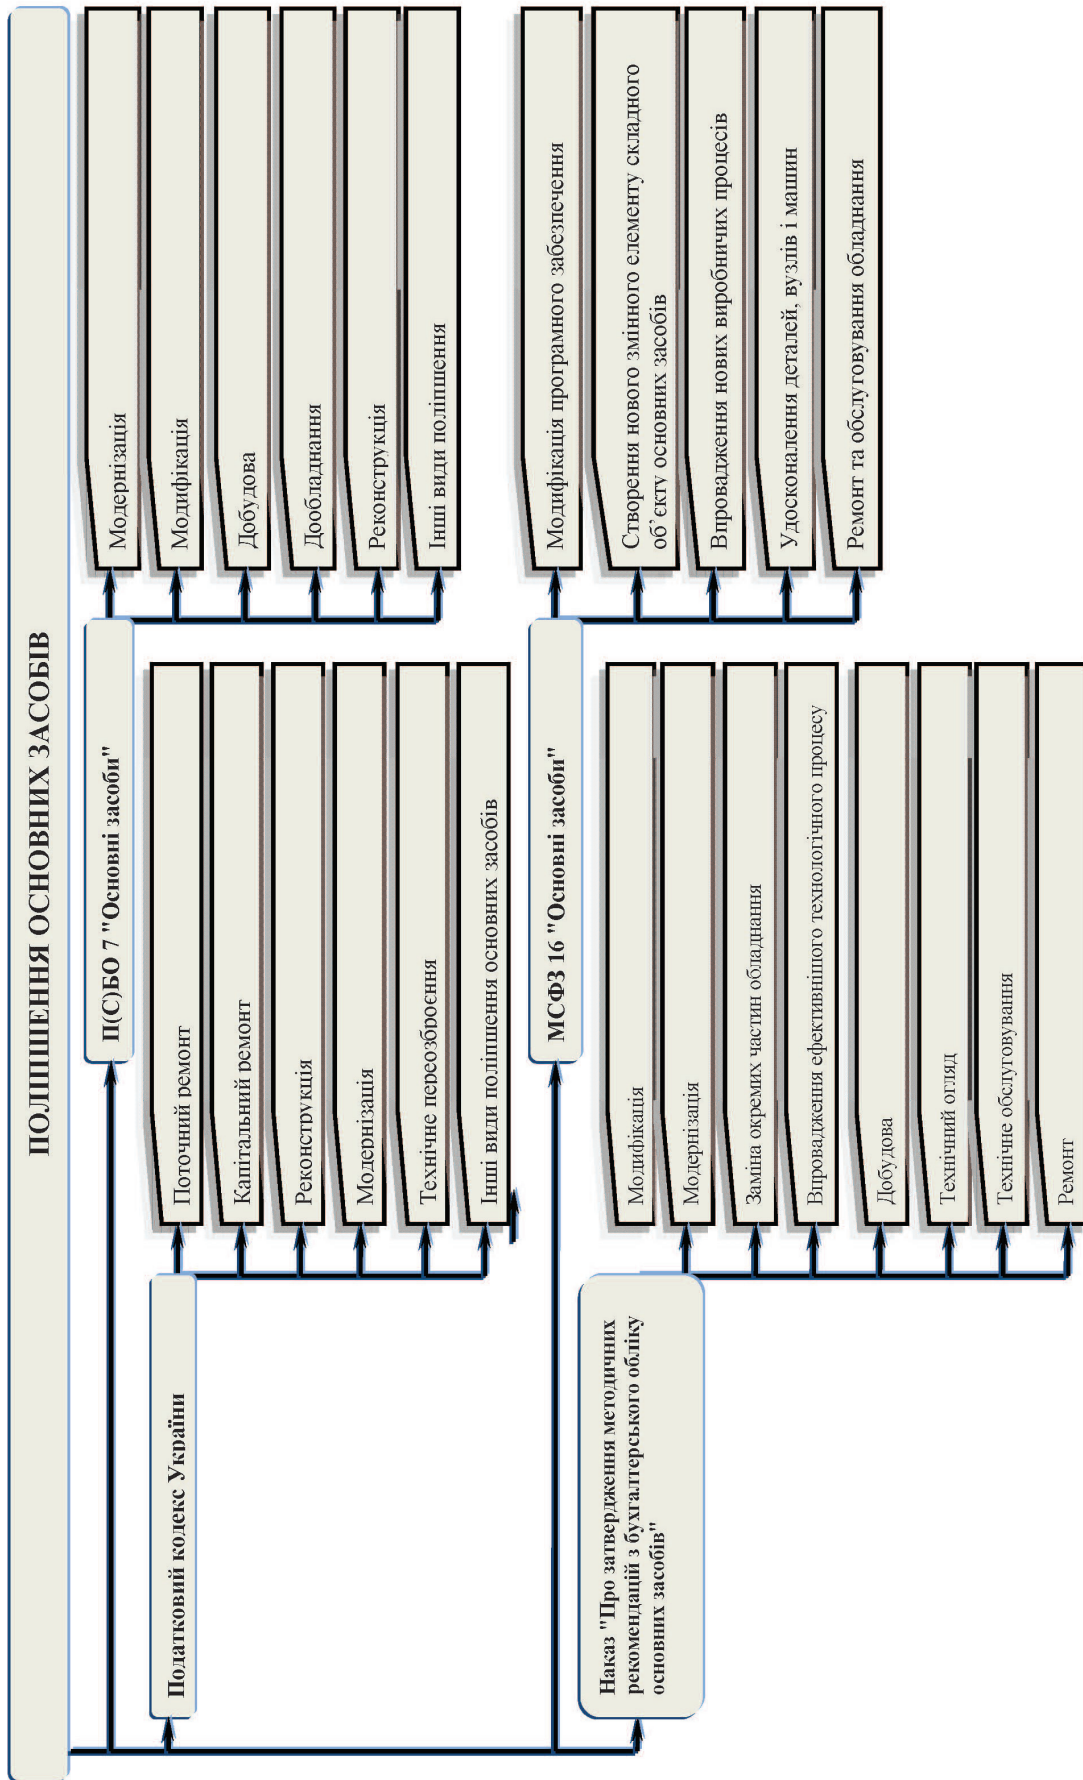 ПОЛІПШЕННЯ ОСНОВНИХ ЗАСОБІВ
П(С)БО 7 "Основні засоби"
Модернізація
Модифікація
Добудова
Дообладнання
Реконструкція
Інші види поліпшення
Податковий кодекс України
Поточний ремонт
Капітальний ремонт
Реконструкція
Модернізація
Технічне переозброєння
Інші види поліпшення основних засобів
МСФЗ 16 "Основні засоби"
Модифікація програмного забезпечення
Створення нового змінного елементу складного
об’єкту основних засобів
Впровадження нових виробничих процесів
Удосконалення деталей, вузлів і машин
Ремонт та обслуговування обладнання
Наказ "Про затвердження методичних
рекомендацій з бухгалтерського обліку
основних засобів"
Модифікація
Модернізація
Заміна окремих частин обладнання
Впровадження ефективнішого технологічного процесу
Добудова
Технічний огляд
Технічне обслуговування
Ремонт